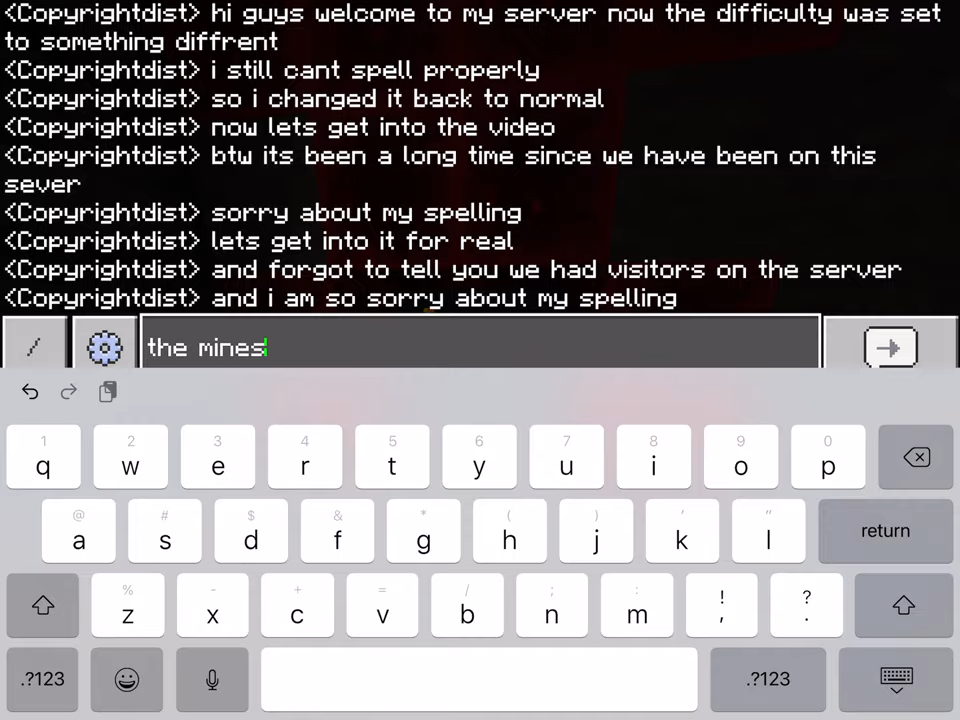 <Copyrightdist> hi guys welcome to my server now the difficulty was set
to something diffrent
<Copyrightdist> i still cant spell properly
<Copyrightdist> so i changed it back to normal
<Copyrightdist> now lets get into the video
<Copyrightdist> btw its been a long time since we have been on this
sever
<Copyrightdist> sorry about my spelling
<Copyrightdist> lets get into it for real
<Copyrightdist> and forgot to tell you we had visitors on the server
<Copyrightdist> and i am so sorry about my spelling
/ the mines
1 2 3 4 5 6 7 8 9 0
q w e r t y u i o p
@ # $ & * ( ) ' "
a s d f g h j k l return
% - + = / ; : ! ?
z x c v b n m , .
.?123 .?123